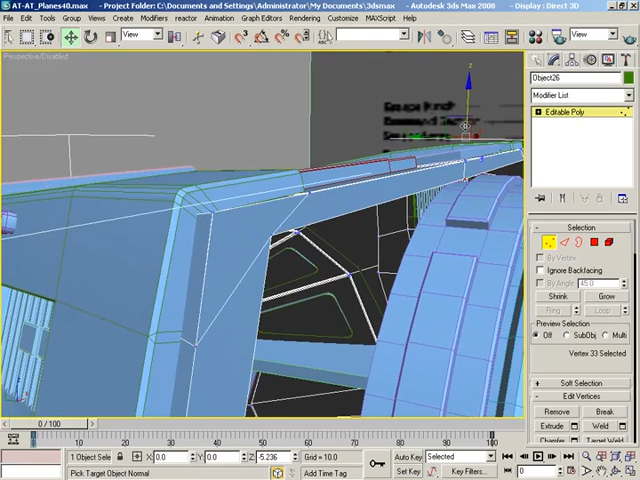 AT-AT_Planes40.max - Project Folder: C:\Documents and Settings\Administrator\My Documents\3dsmax - Autodesk 3ds Max 2008 - Display : Direct 3D
File Edit Tools Group Views Create Modifiers reactor Animation Graph Editors Rendering Customize MAXScript Help
View View
Perspective/Disabled
z
Object26
Modifier List
Editable Poly
Selection
By Vertex
Ignore Backfacing
By Angle: 45.0
Shrink Grow
Ring Loop
Preview Selection
Off SubObj Multi
Vertex 33 Selected
Soft Selection
Edit Vertices
Remove Break
Extrude Weld
Chamfer Target Weld
0 / 100
0 10 20 30 40 50 60 70 80 90 100
1 Object Sele X: 0.0 Y: 0.0 Z: -5.236 Grid = 10.0 Auto Key Selected
Pick Target Object Normal Add Time Tag Set Key Key Filters... 0